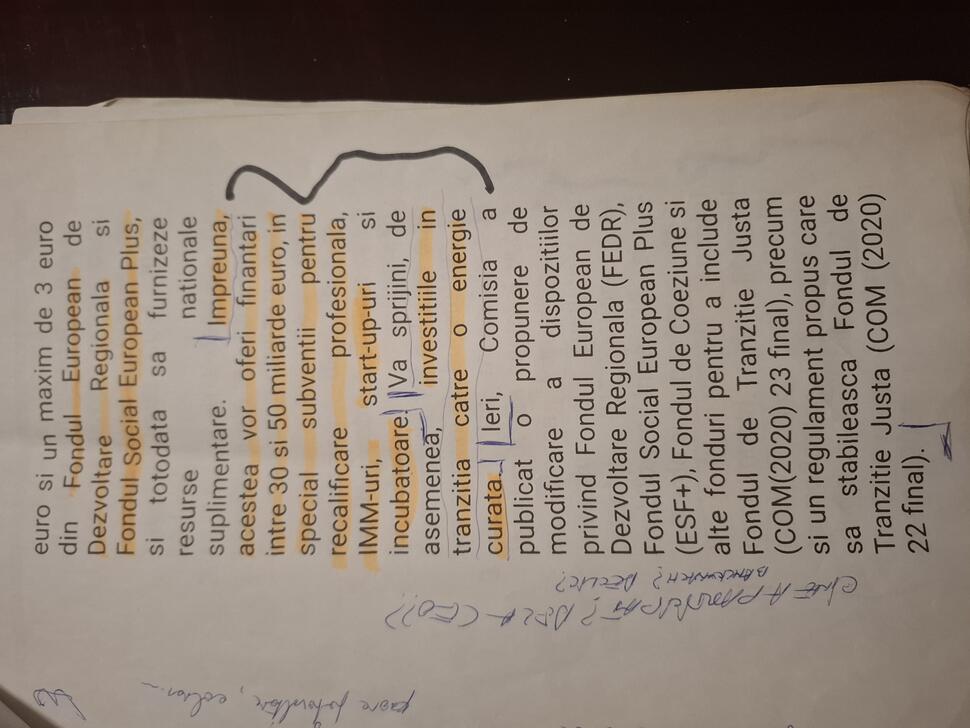 euro si un maxim de 3 euro
din Fondul European de
Dezvoltare Regionala si
Fondul Social European Plus,
si totodata sa furnizeze
resurse nationale
suplimentare. Impreuna,
acestea vor oferi finantari
intre 30 si 50 miliarde euro, in
special subventii pentru
recalificare profesionala,
IMM-uri, start-up-uri si
incubatoare. Va sprijini, de
asemenea, investitiile in
tranzitia catre o energie
curata. Ieri, Comisia a
publicat o propunere de
modificare a dispozitiilor
privind Fondul European de
Dezvoltare Regionala (FEDR),
Fondul Social European Plus
(ESF+), Fondul de Coeziune si
alte fonduri pentru a include
Fondul de Tranzitie Justa
(COM(2020) 23 final), precum
si un regulament propus care
sa stabileasca Fondul de
Tranzitie Justa (COM (2020)
22 final).